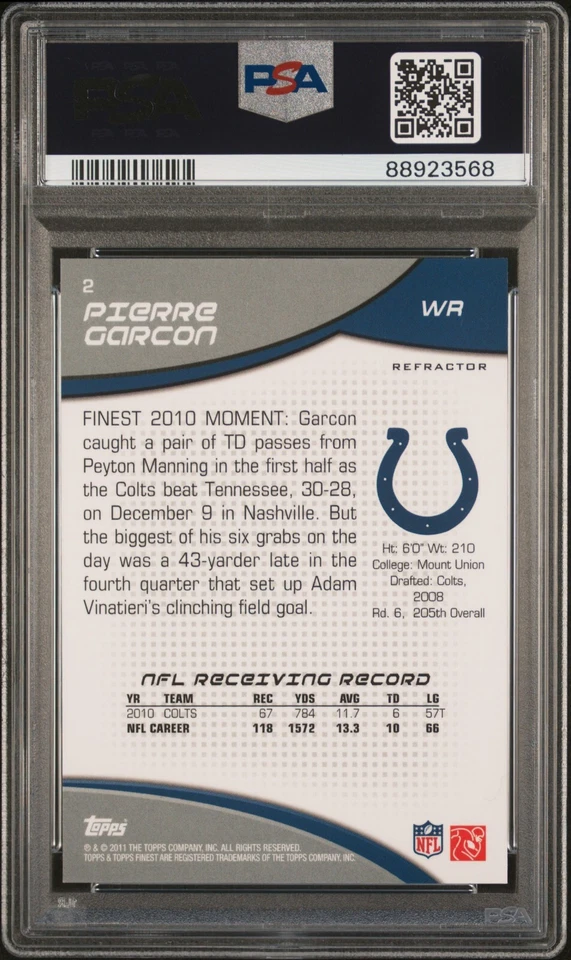 PSA
88923568
2
PIERRE
GARCON
WR
REFRACTOR
FINEST 2010 MOMENT: Garcon
caught a pair of TD passes from
Peyton Manning in the first half as
the Colts beat Tennessee, 30-28,
on December 9 in Nashville. But
the biggest of his six grabs on the
day was a 43-yarder late in the
fourth quarter that set up Adam
Vinatieri's clinching field goal.
Ht: 6'0" Wt: 210
College: Mount Union
Drafted: Colts,
2008
Rd. 6, 205th Overall
NFL RECEIVING RECORD
YR TEAM REC YDS AVG TD LG
2010 COLTS 67 784 11.7 6 57T
NFL CAREER 118 1572 13.3 10 66
Topps
® & © 2011 THE TOPPS COMPANY, INC. ALL RIGHTS RESERVED.
TOPPS & TOPPS FINEST ARE REGISTERED TRADEMARKS OF THE TOPPS COMPANY, INC.
NFL
PSA